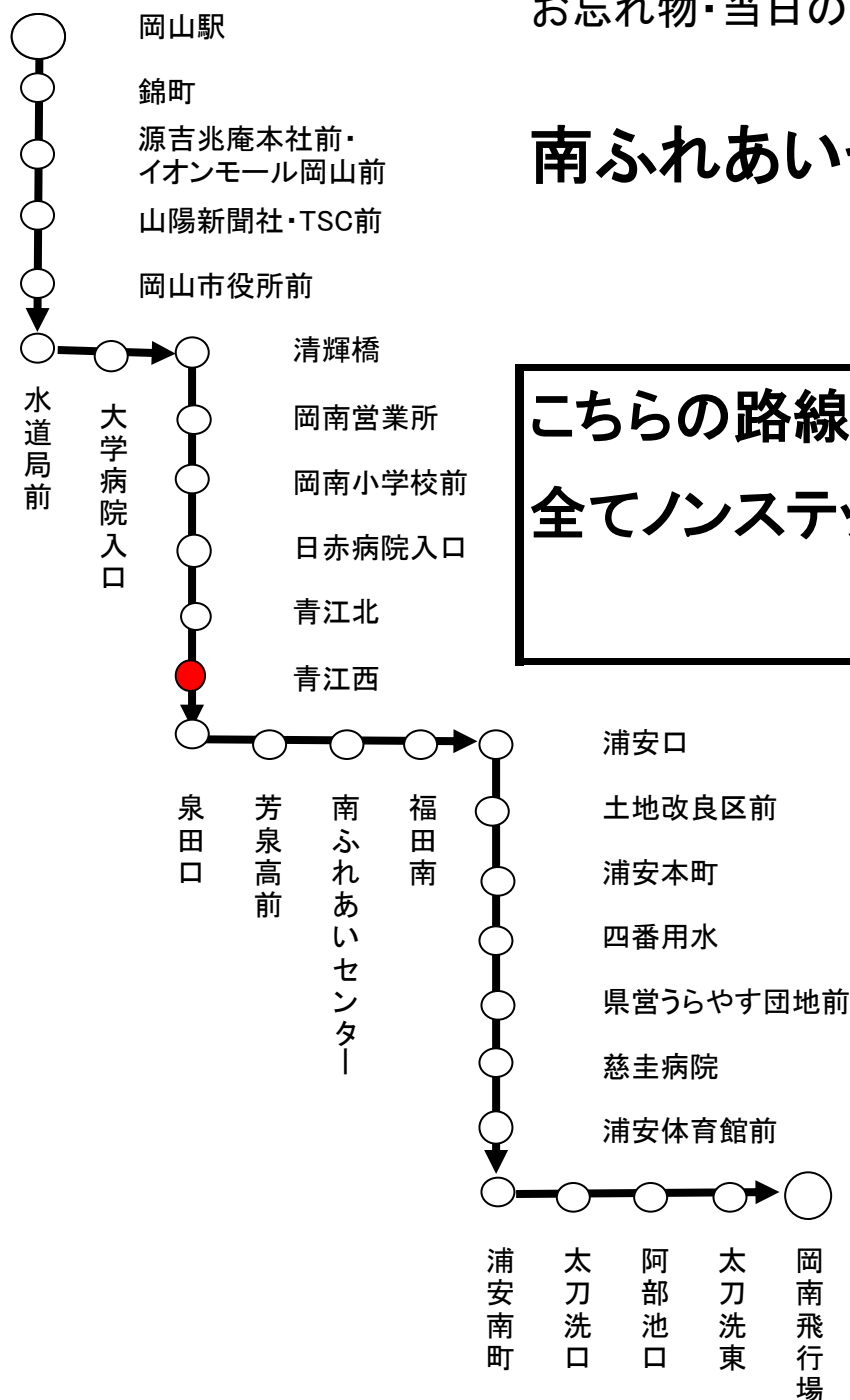 お忘れ物・当日の
岡山駅
錦町
源吉兆庵本社前・
イオンモール岡山前
南ふれあい
山陽新聞社・TSC前
岡山市役所前
清輝橋
水道局前
大学病院入口
岡南営業所
岡南小学校前
日赤病院入口
青江北
青江西
こちらの路線
全てノンステッ
泉田口
芳泉高前
南ふれあいセンター
福田南
浦安口
土地改良区前
浦安本町
四番用水
県営うらやす団地前
慈圭病院
浦安体育館前
浦安南町
太刀洗口
阿部池口
太刀洗東
岡南飛行場